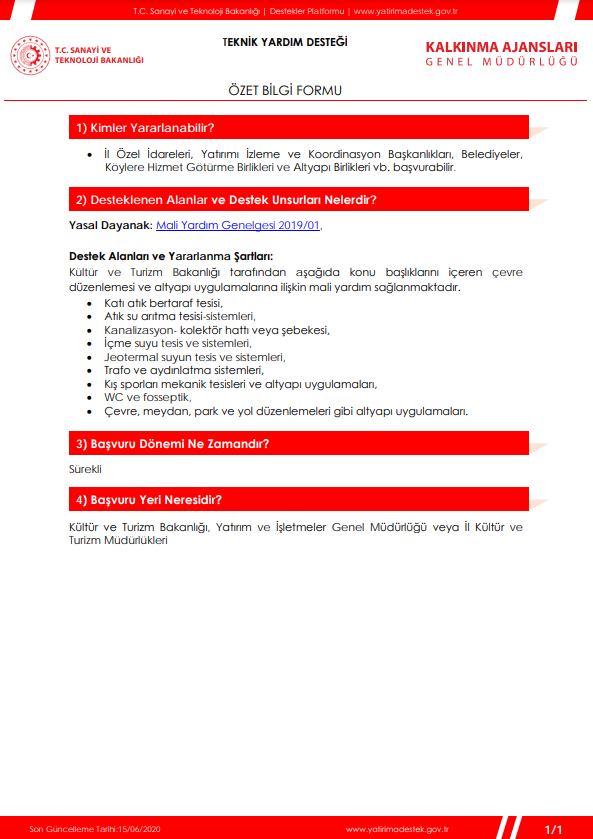 T.C. Sanayi ve Teknoloji Bakanlığı | Destekler Platformu | www.yatirimadestek.gov.tr
T.C. SANAYİ VE
TEKNOLOJİ BAKANLIĞI
TEKNİK YARDIM DESTEĞİ
KALKINMA AJANSLARI
GENEL MÜDÜRLÜĞÜ
ÖZET BİLGİ FORMU
1) Kimler Yararlanabilir?
• İl Özel İdareleri, Yatırımı İzleme ve Koordinasyon Başkanlıkları, Belediyeler,
Köylere Hizmet Götürme Birlikleri ve Altyapı Birlikleri vb. başvurabilir.
2) Desteklenen Alanlar ve Destek Unsurları Nelerdir?
Yasal Dayanak: Mali Yardım Genelgesi 2019/01,
Destek Alanları ve Yararlanma Şartları:
Kültür ve Turizm Bakanlığı tarafından aşağıda konu başlıklarını içeren çevre
düzenlemesi ve altyapı uygulamalarına ilişkin mali yardım sağlanmaktadır.
• Katı atık bertaraf tesisi,
• Atık su arıtma tesisi-sistemleri,
• Kanalizasyon- kolektör hattı veya şebekesi,
• İçme suyu tesis ve sistemleri,
• Jeotermal suyun tesis ve sistemleri,
• Trafo ve aydınlatma sistemleri,
• Kış sporları mekanik tesisleri ve altyapı uygulamaları,
• WC ve fosseptik,
• Çevre, meydan, park ve yol düzenlemeleri gibi altyapı uygulamaları.
3) Başvuru Dönemi Ne Zamandır?
Sürekli
4) Başvuru Yeri Neresidir?
Kültür ve Turizm Bakanlığı, Yatırım ve İşletmeler Genel Müdürlüğü veya İl Kültür ve
Turizm Müdürlükleri
Son Güncelleme Tarihi:15/06/2020
www.yatirimadestek.gov.tr
1/1